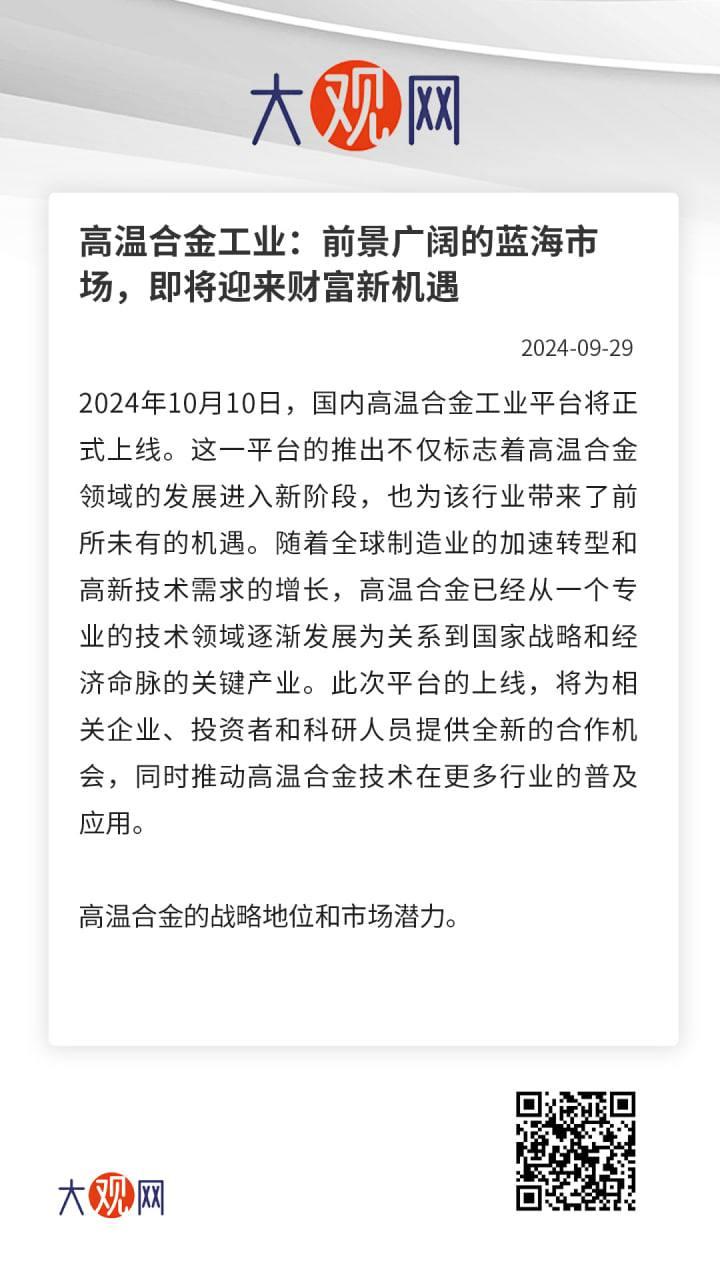 大观网
高温合金工业：前景广阔的蓝海市
场，即将迎来财富新机遇
2024-09-29
2024年10月10日，国内高温合金工业平台将正
式上线。这一平台的推出不仅标志着高温合金
领域的发展进入新阶段，也为该行业带来了前
所未有的机遇。随着全球制造业的加速转型和
高新技术需求的增长，高温合金已经从一个专
业的技术领域逐渐发展为关系到国家战略和经
济命脉的关键产业。此次平台的上线，将为相
关企业、投资者和科研人员提供全新的合作机
会，同时推动高温合金技术在更多行业的普及
应用。
高温合金的战略地位和市场潜力。
大观网